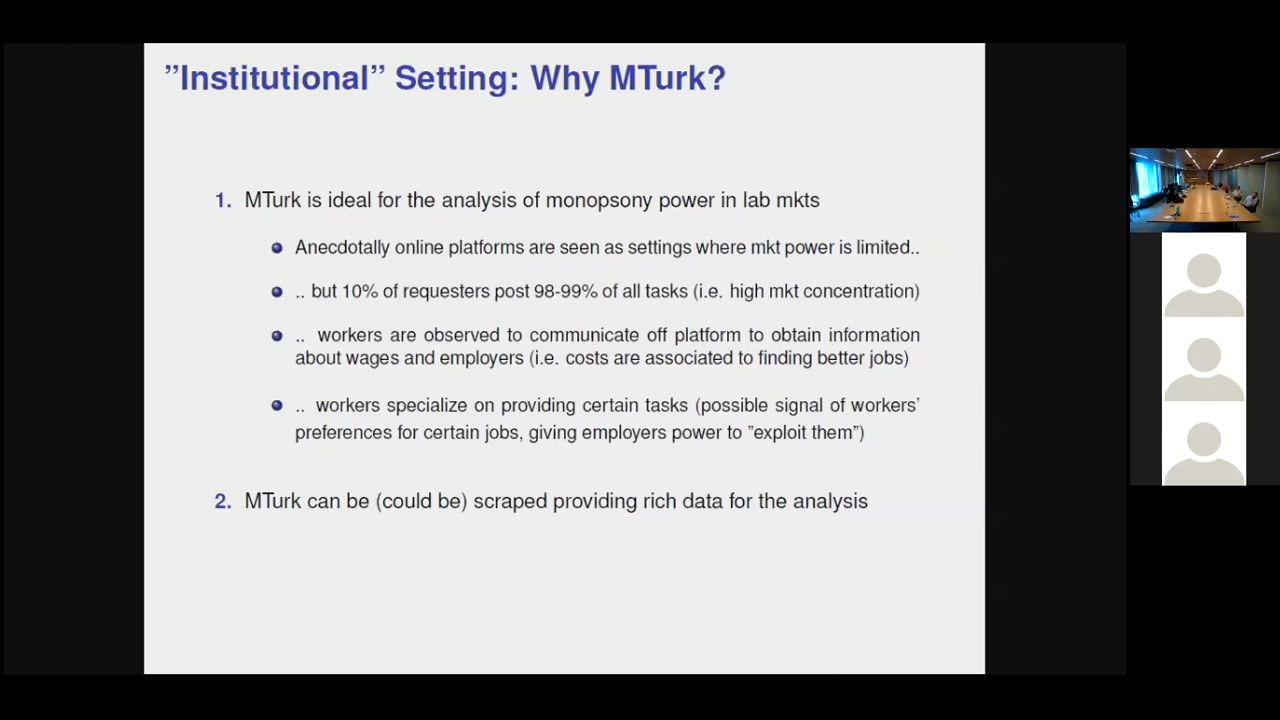 ”Institutional” Setting: Why MTurk?
1. MTurk is ideal for the analysis of monopsony power in lab mkts
Anecdotally online platforms are seen as settings where mkt power is limited..
.. but 10% of requesters post 98-99% of all tasks (i.e. high mkt concentration)
.. workers are observed to communicate off platform to obtain information
about wages and employers (i.e. costs are associated to finding better jobs)
.. workers specialize on providing certain tasks (possible signal of workers’
preferences for certain jobs, giving employers power to ”exploit them”)
2. MTurk can be (could be) scraped providing rich data for the analysis